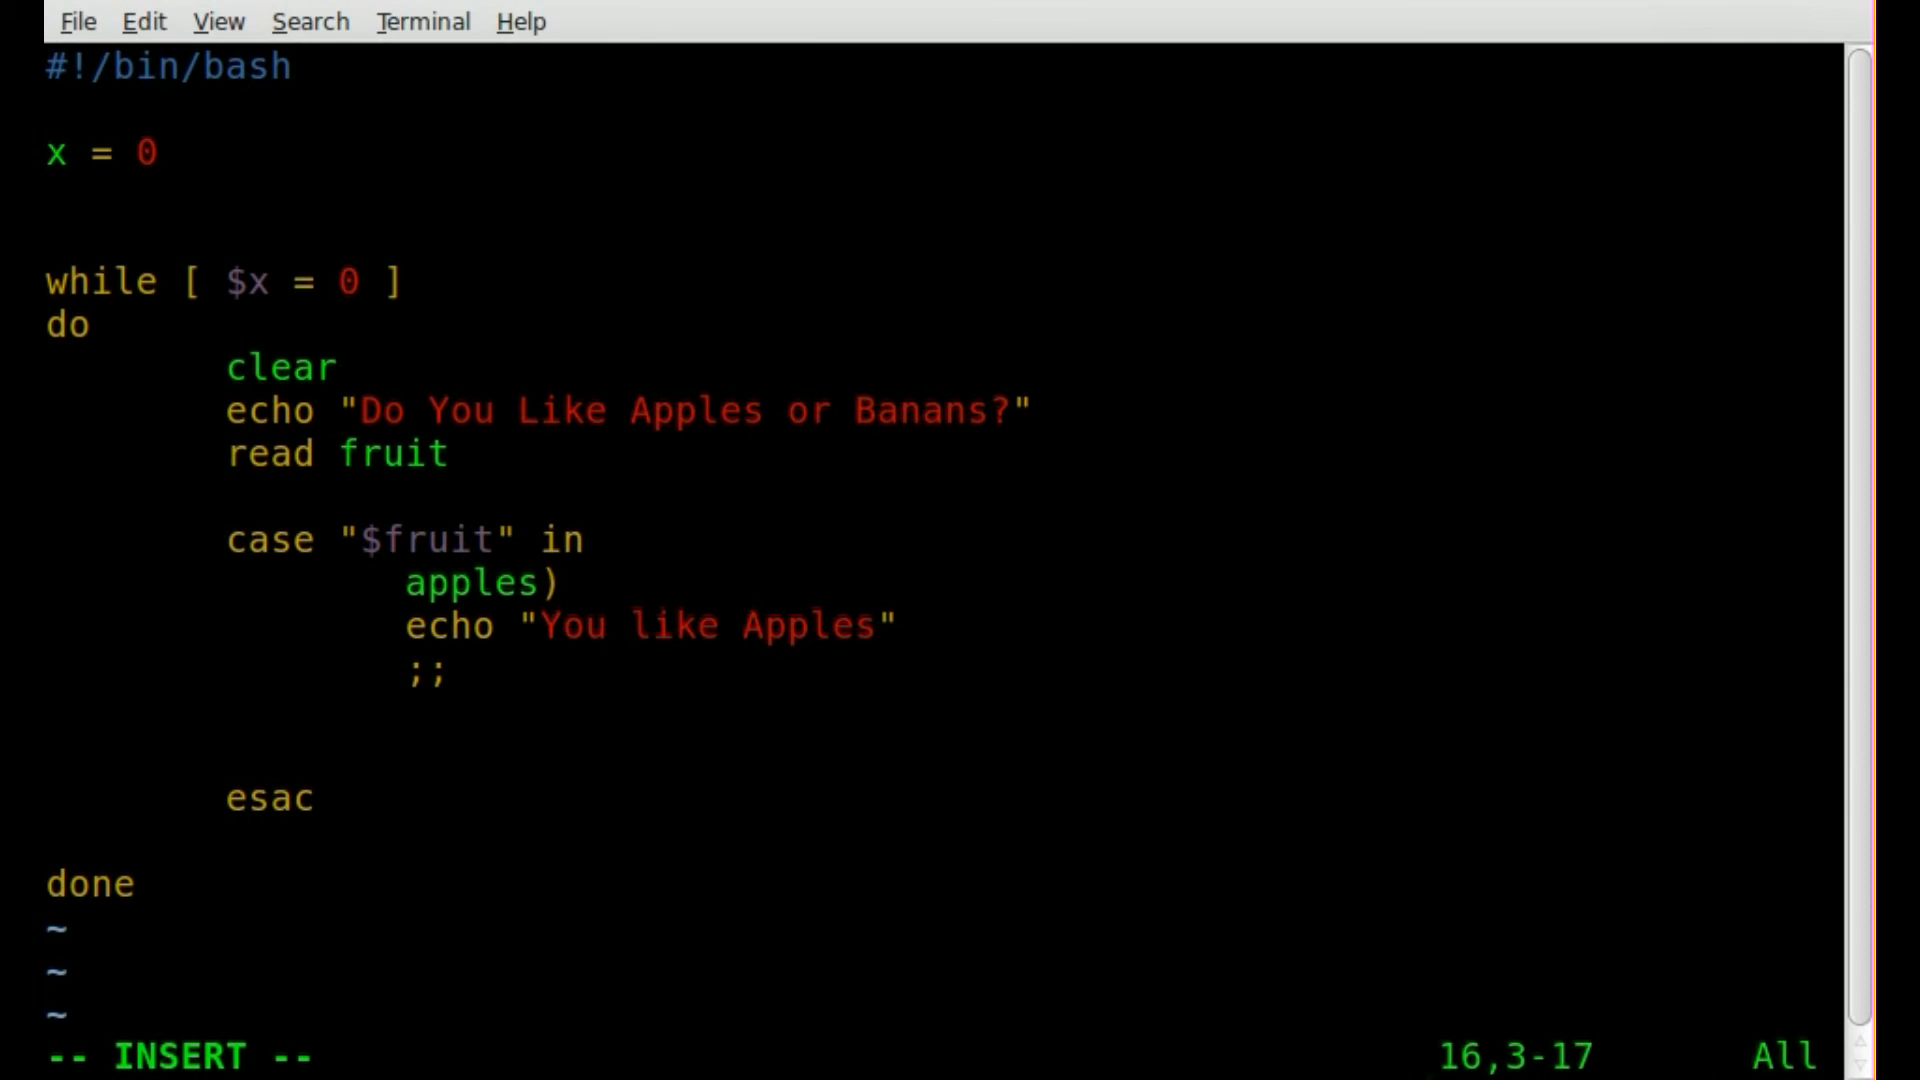 File Edit View Search Terminal Help
#!/bin/bash
x = 0
while [ $x = 0 ]
do
clear
echo "Do You Like Apples or Banans?"
read fruit
case "$fruit" in
apples)
echo "You like Apples"
;;
esac
done
~
~
~
-- INSERT -- 16,3-17 All